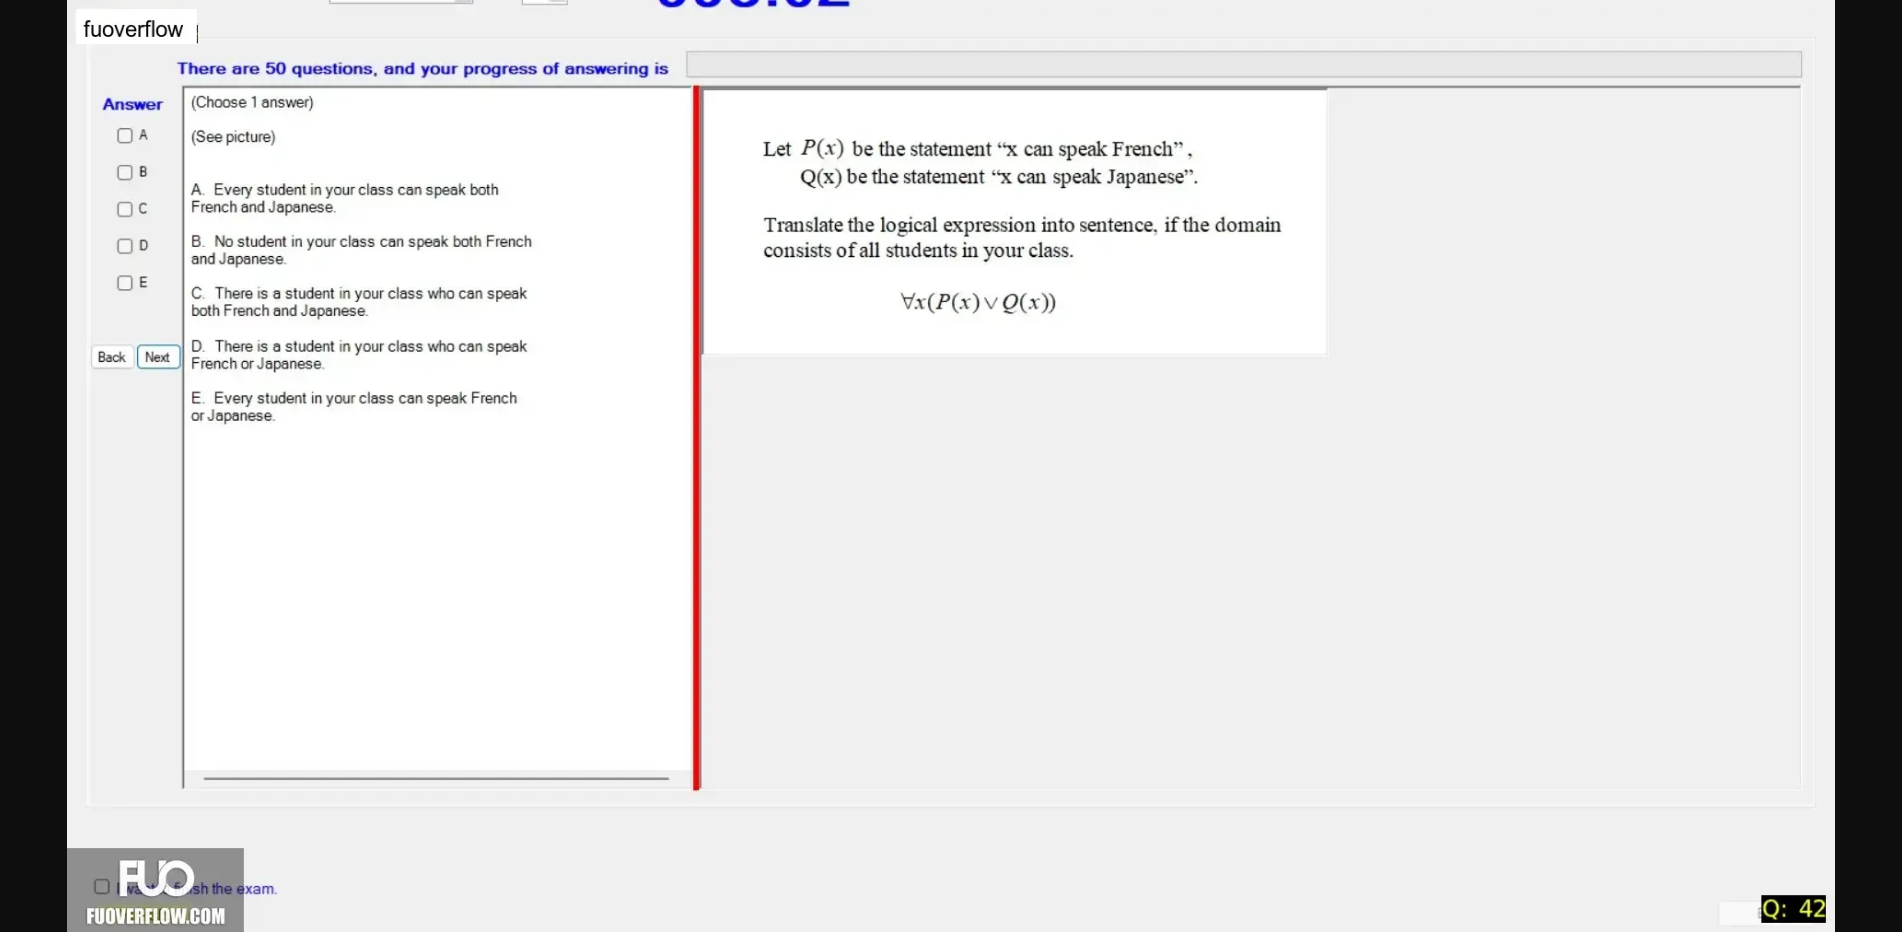 fuoverflow
There are 50 questions, and your progress of answering is
Answer
A
B
C
D
E
Back Next
(Choose 1 answer)
(See picture)
A. Every student in your class can speak both
French and Japanese.
B. No student in your class can speak both French
and Japanese.
C. There is a student in your class who can speak
both French and Japanese.
D. There is a student in your class who can speak
French or Japanese.
E. Every student in your class can speak French
or Japanese.
Let P(x) be the statement “x can speak French”,
Q(x) be the statement “x can speak Japanese”.
Translate the logical expression into sentence, if the domain
consists of all students in your class.
∀x(P(x)∨Q(x))
FUO
the exam.
FUOVERFLOW.COM
Q: 42